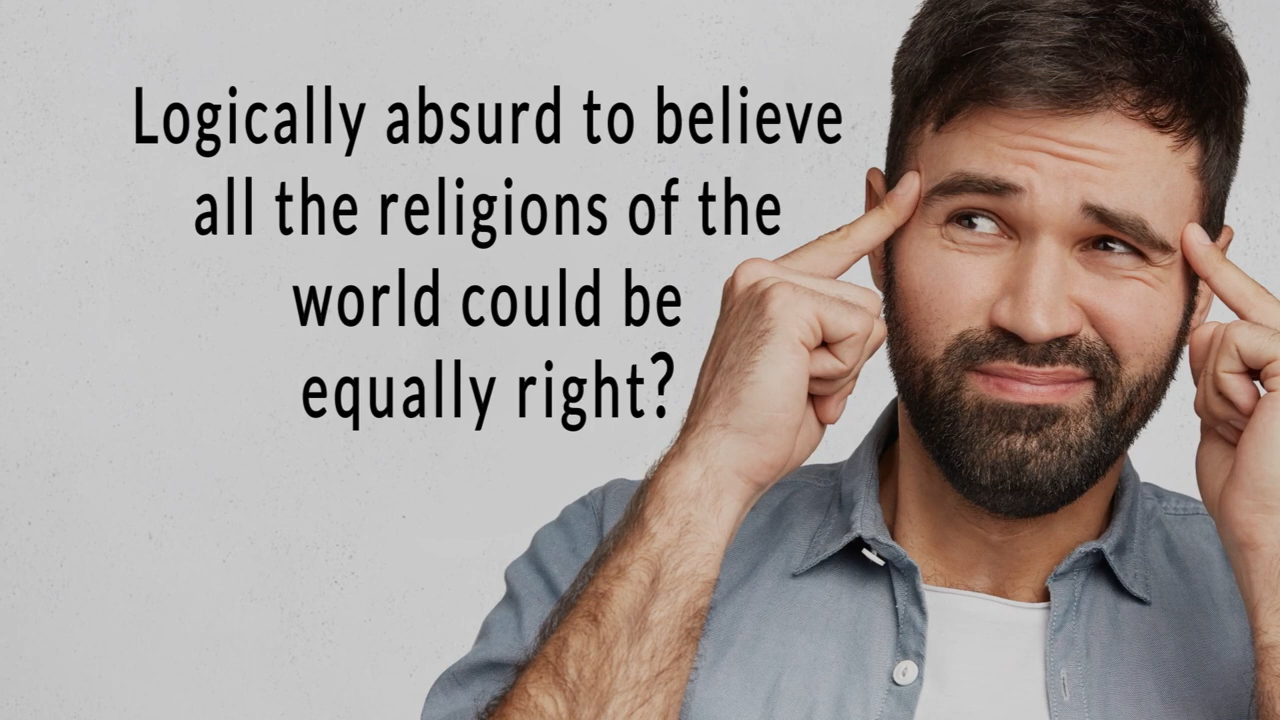 Logically absurd to believe
all the religions of the
world could be
equally right?